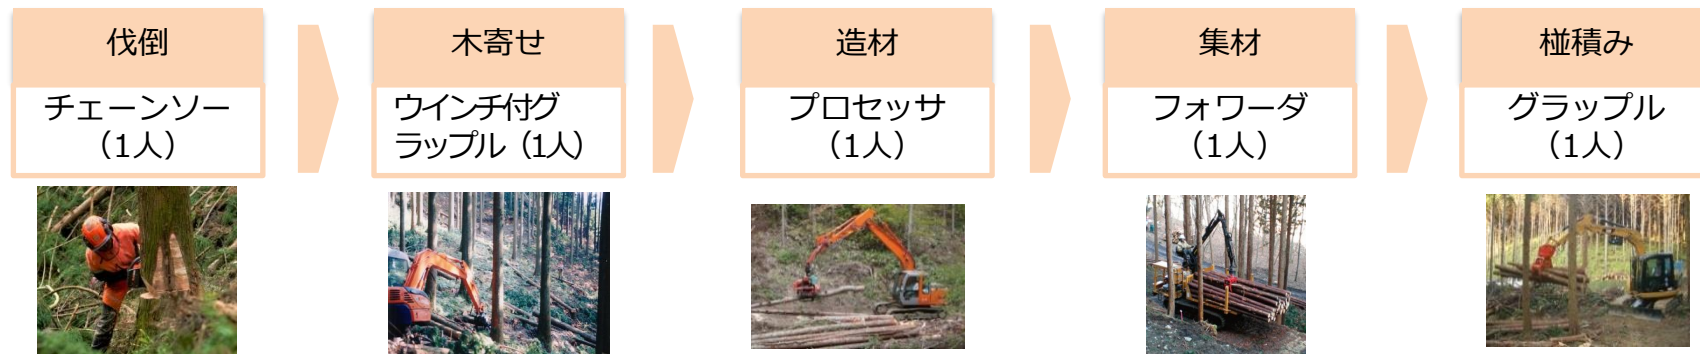 伐倒
チェーンソー
（1人）
木寄せ
ウインチ付グ
ラップル（1人）
造材
プロセッサ
（1人）
集材
フォワーダ
（1人）
椪積み
グラップル
（1人）